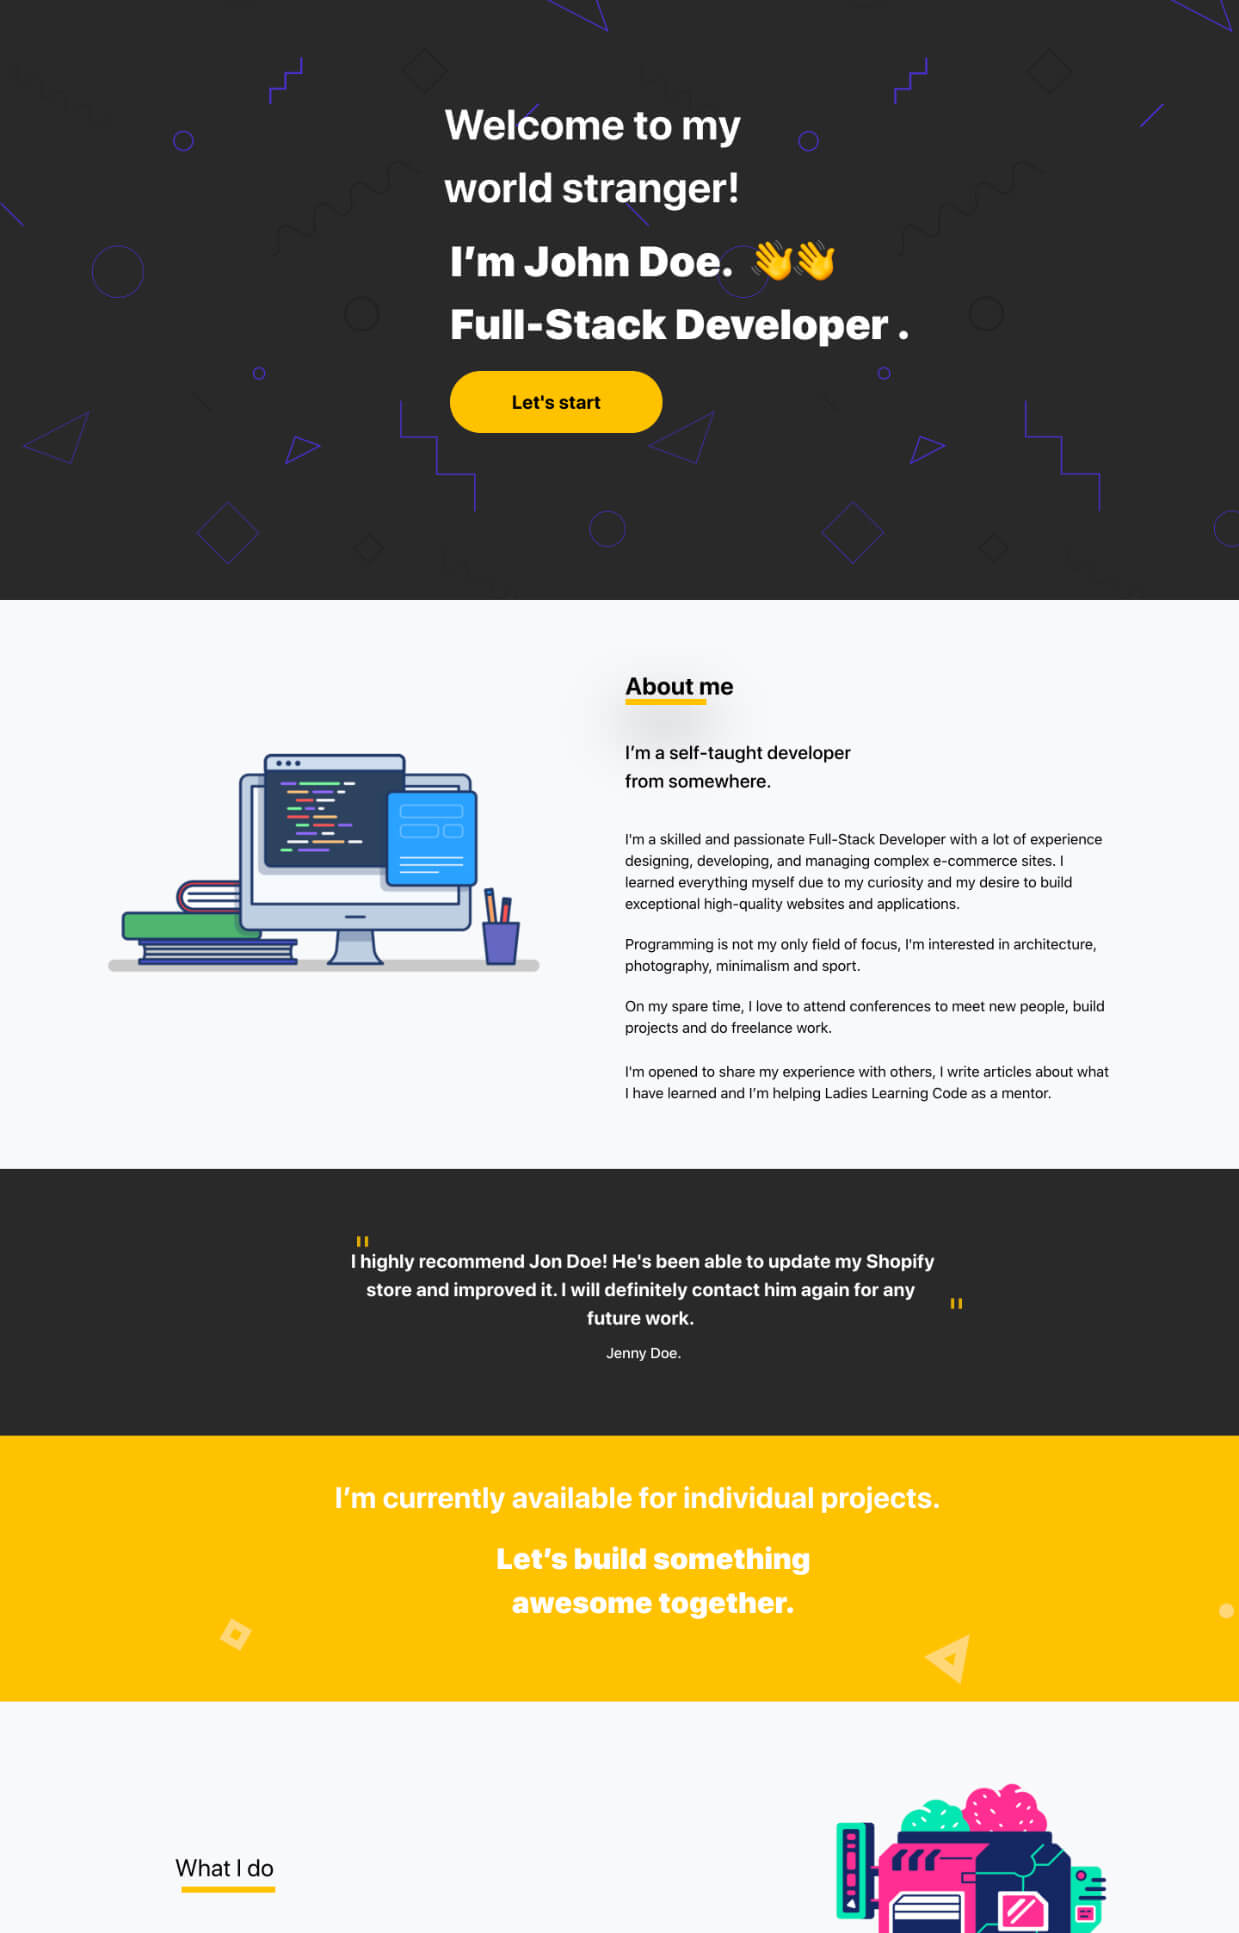 Welcome to my
world stranger!
I’m John Doe. 👋👋
Full-Stack Developer .
Let's start
About me
I’m a self-taught developer
from somewhere.
I'm a skilled and passionate Full-Stack Developer with a lot of experience
designing, developing, and managing complex e-commerce sites. I
learned everything myself due to my curiosity and my desire to build
exceptional high-quality websites and applications.
Programming is not my only field of focus, I'm interested in architecture,
photography, minimalism and sport.
On my spare time, I love to attend conferences to meet new people, build
projects and do freelance work.
I'm opened to share my experience with others, I write articles about what
I have learned and I’m helping Ladies Learning Code as a mentor.
"
I highly recommend Jon Doe! He's been able to update my Shopify
store and improved it. I will definitely contact him again for any
future work.
"
Jenny Doe.
I’m currently available for individual projects.
Let’s build something
awesome together.
What I do